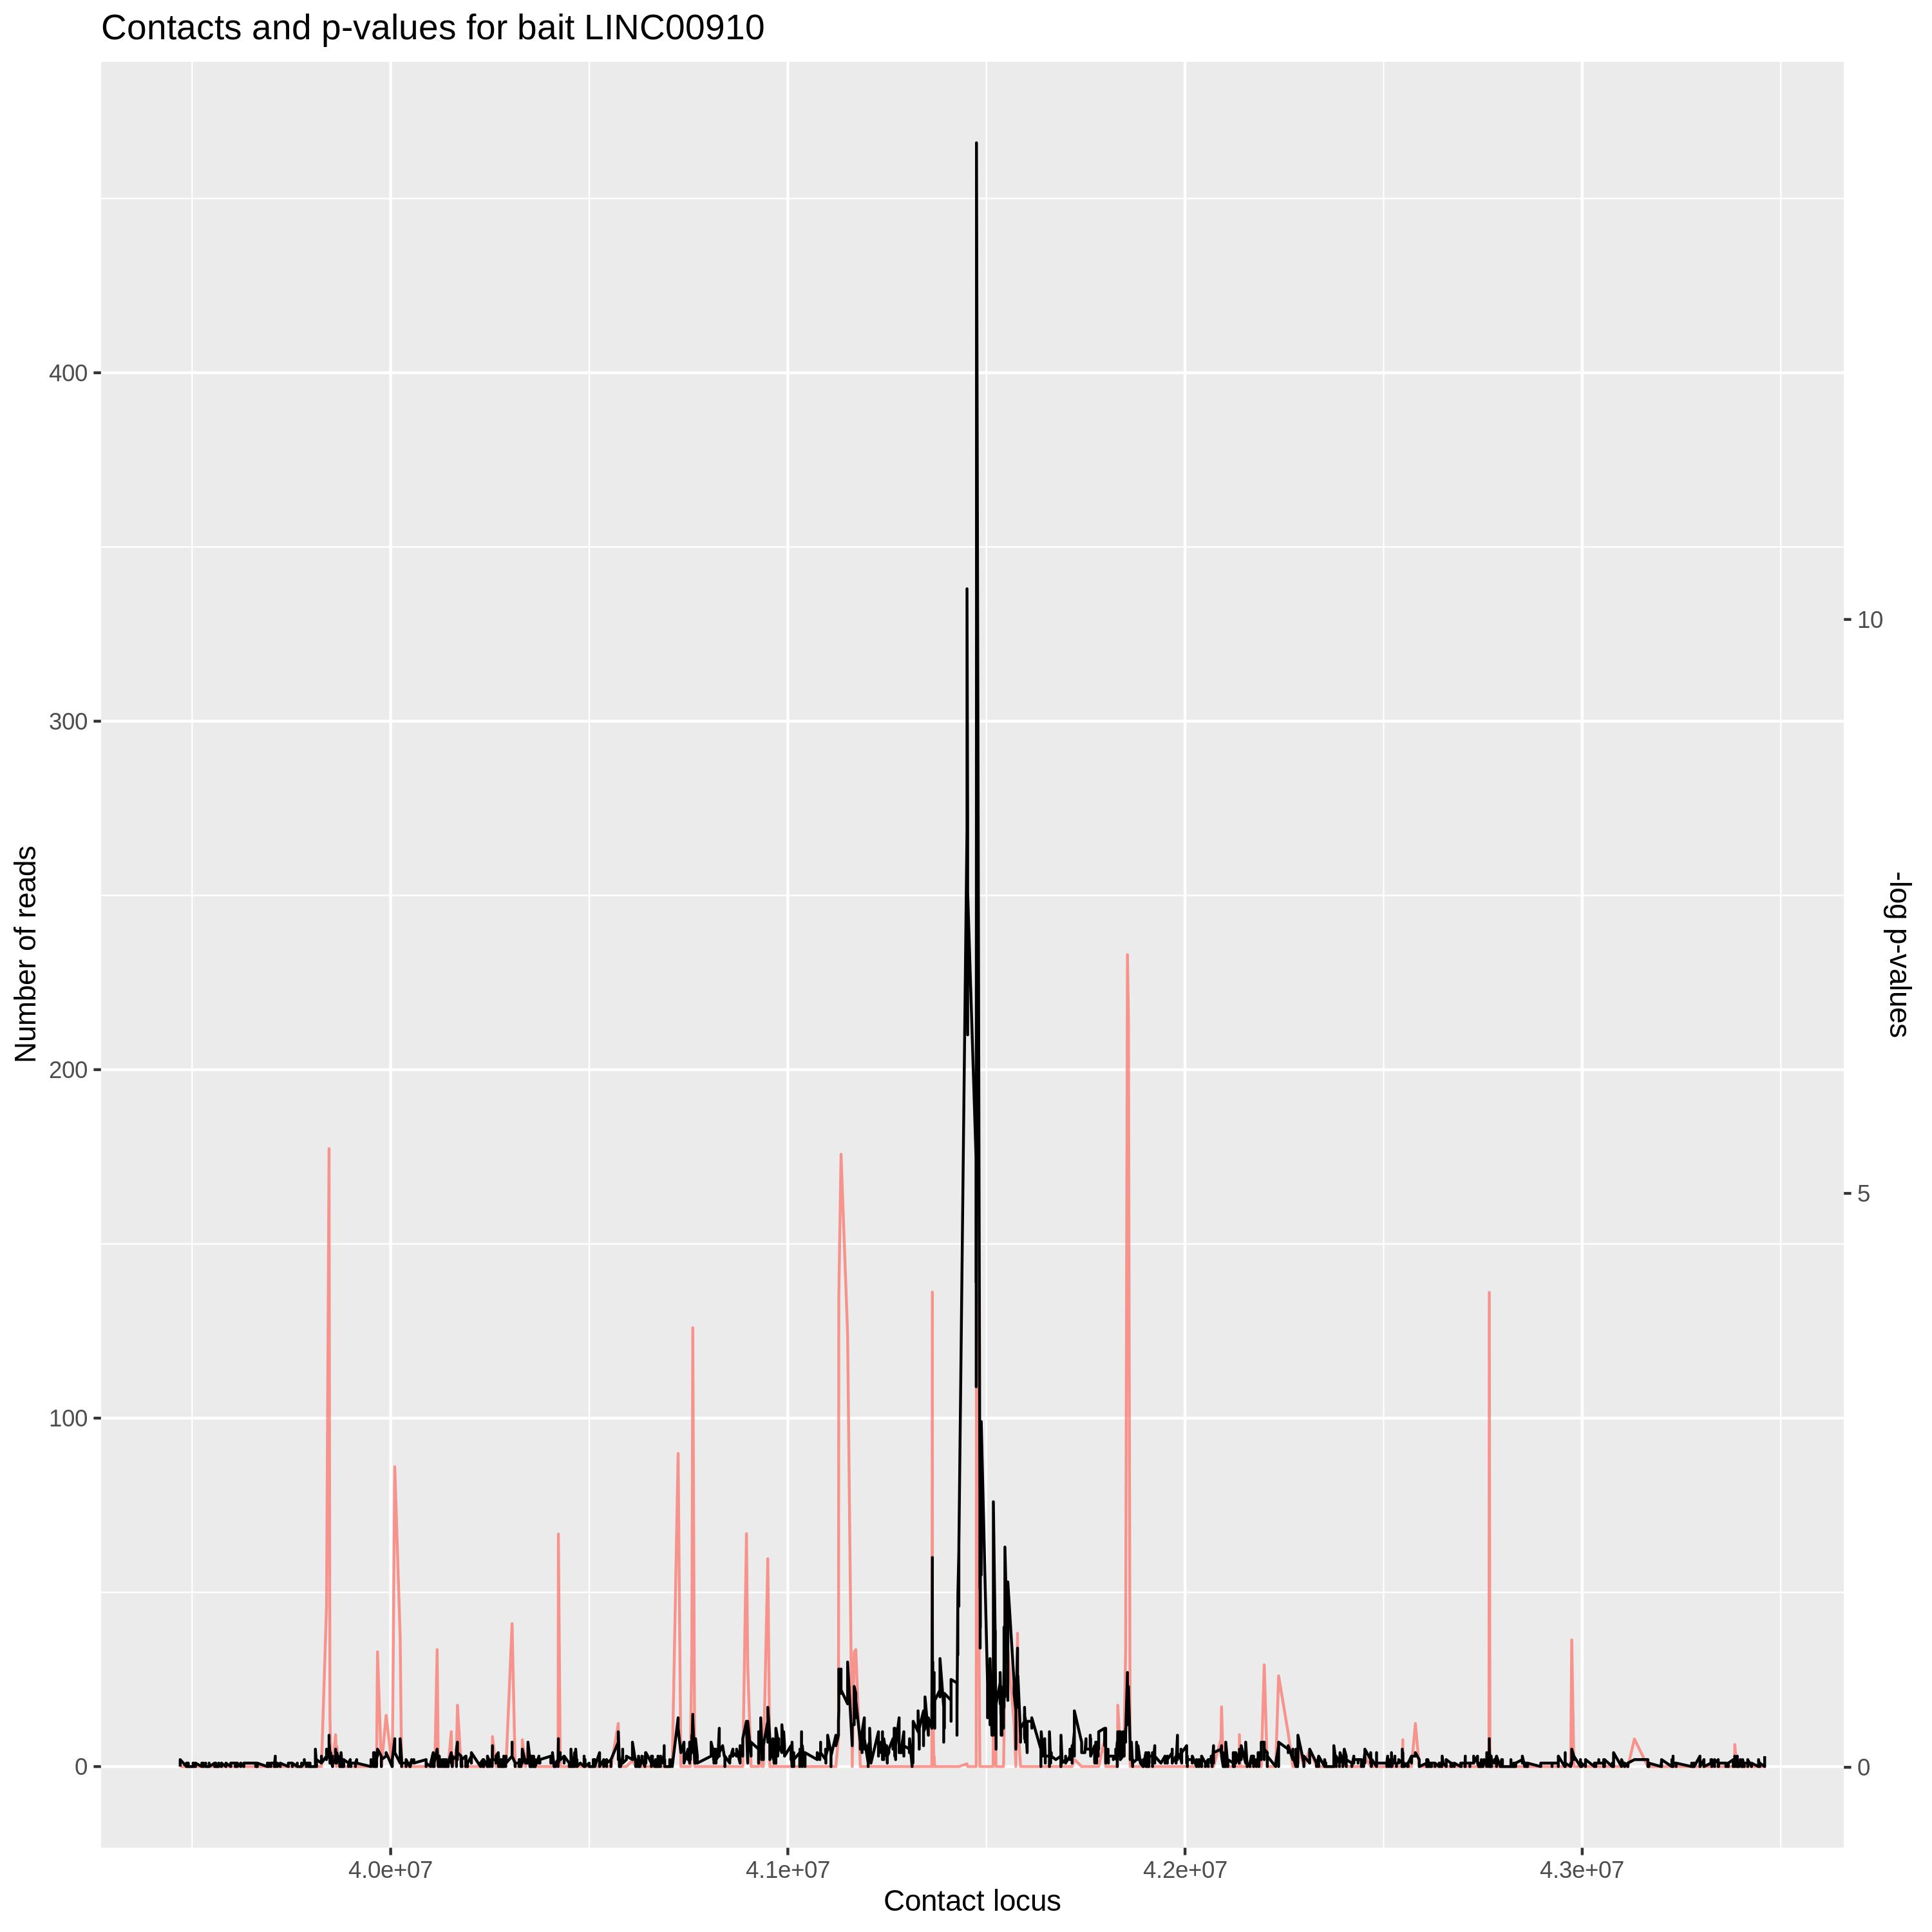 Contacts and p-values for bait LINC00910
Number of reads
400
300
200
100
0
10
5
0
-log p-values
4.0e+07
4.1e+07
4.2e+07
4.3e+07
Contact locus